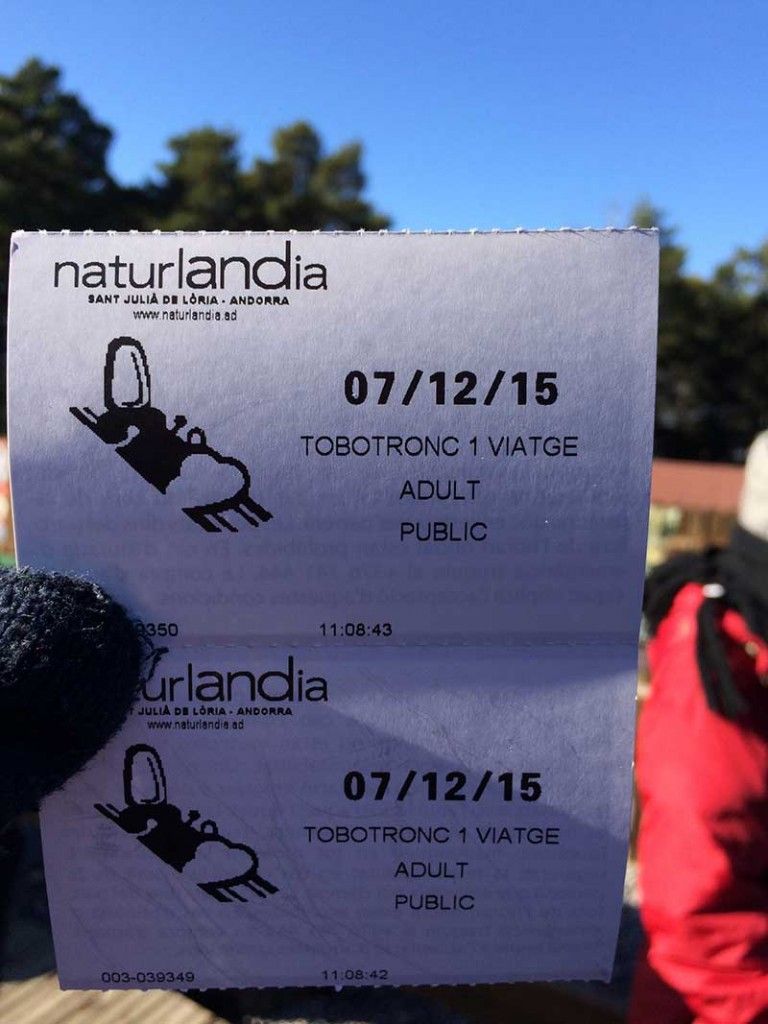 naturlandia
SANT JULIÀ DE LÒRIA - ANDORRA
www.naturlandia.ad
07/12/15
TOBOTRONC 1 VIATGE
ADULT
PUBLIC
9350
11:08:43
urlandia
JULIÀ DE LÒRIA - ANDORRA
www.naturlandia.ad
07/12/15
TOBOTRONC 1 VIATGE
ADULT
PUBLIC
003-039349
11:08:42